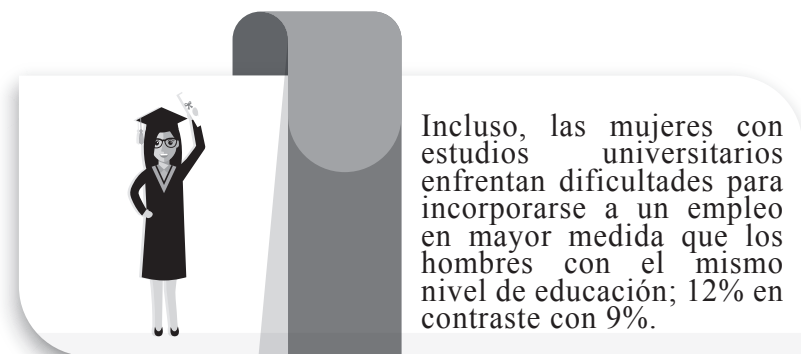 Incluso, las mujeres con
estudios universitarios
enfrentan dificultades para
incorporarse a un empleo
en mayor medida que los
hombres con el mismo
nivel de educación; 12% en
contraste con 9%.